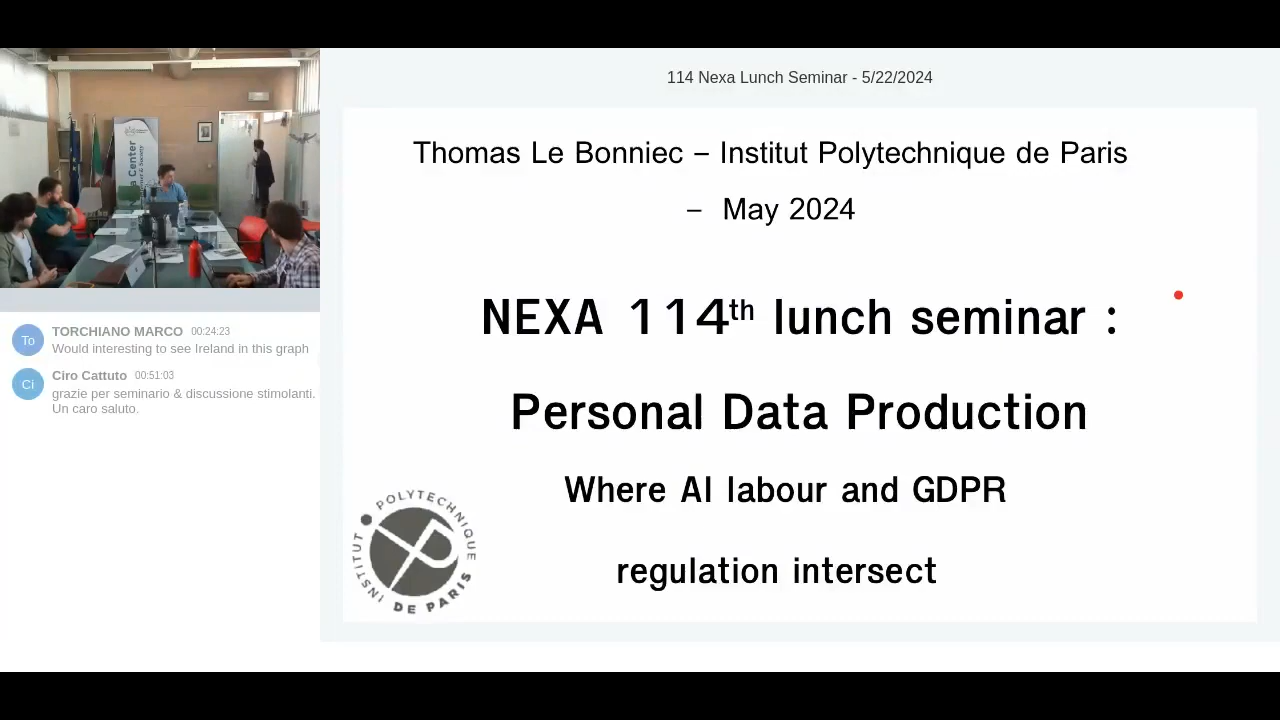 114 Nexa Lunch Seminar - 5/22/2024
Thomas Le Bonniec – Institut Polytechnique de Paris
– May 2024
NEXA 114th lunch seminar :
Personal Data Production
Where AI labour and GDPR
regulation intersect
INSTITUT POLYTECHNIQUE DE PARIS
a Center
To
TORCHIANO MARCO 00:24:23
Would interesting to see Ireland in this graph
Ci
Ciro Cattuto 00:51:03
grazie per seminario & discussione stimolanti.
Un caro saluto.